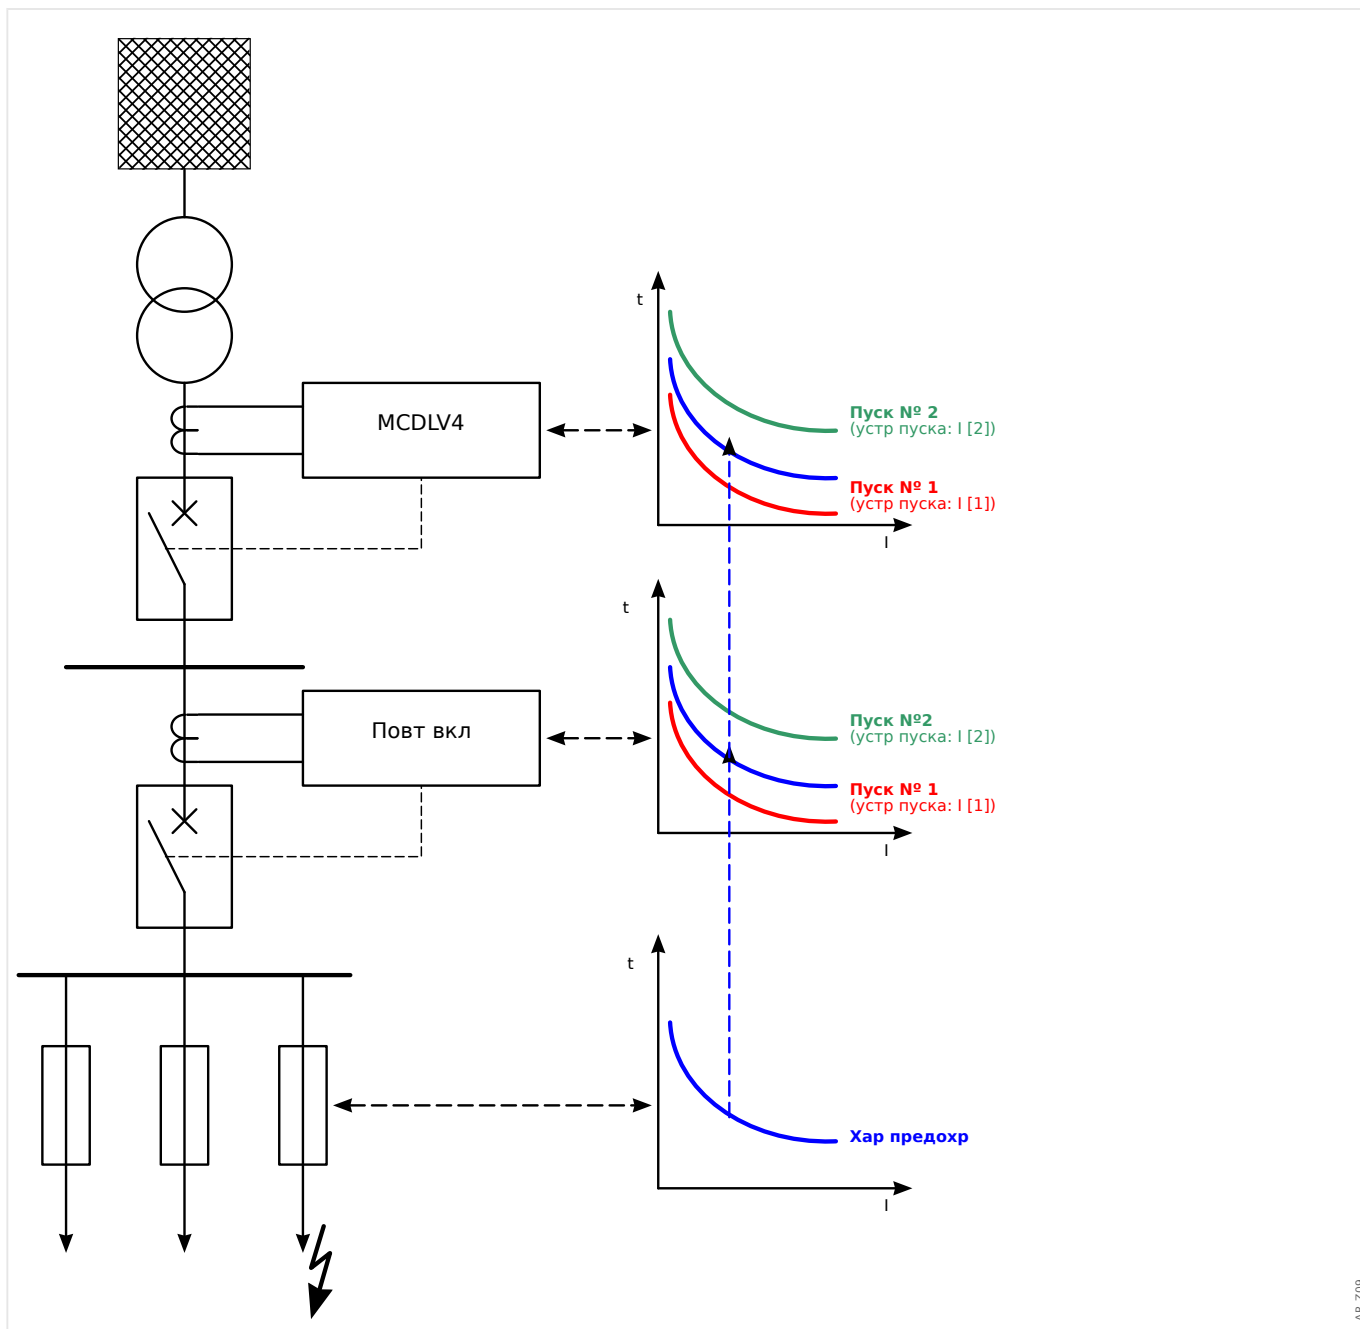 t
MCDLV4
Пуск № 2
(устр пуска: I [2])
Пуск № 1
(устр пуска: I [1])
I
t
Повт вкл
Пуск №2
(устр пуска: I [2])
Пуск № 1
(устр пуска: I [1])
I
t
Хар предохр
I